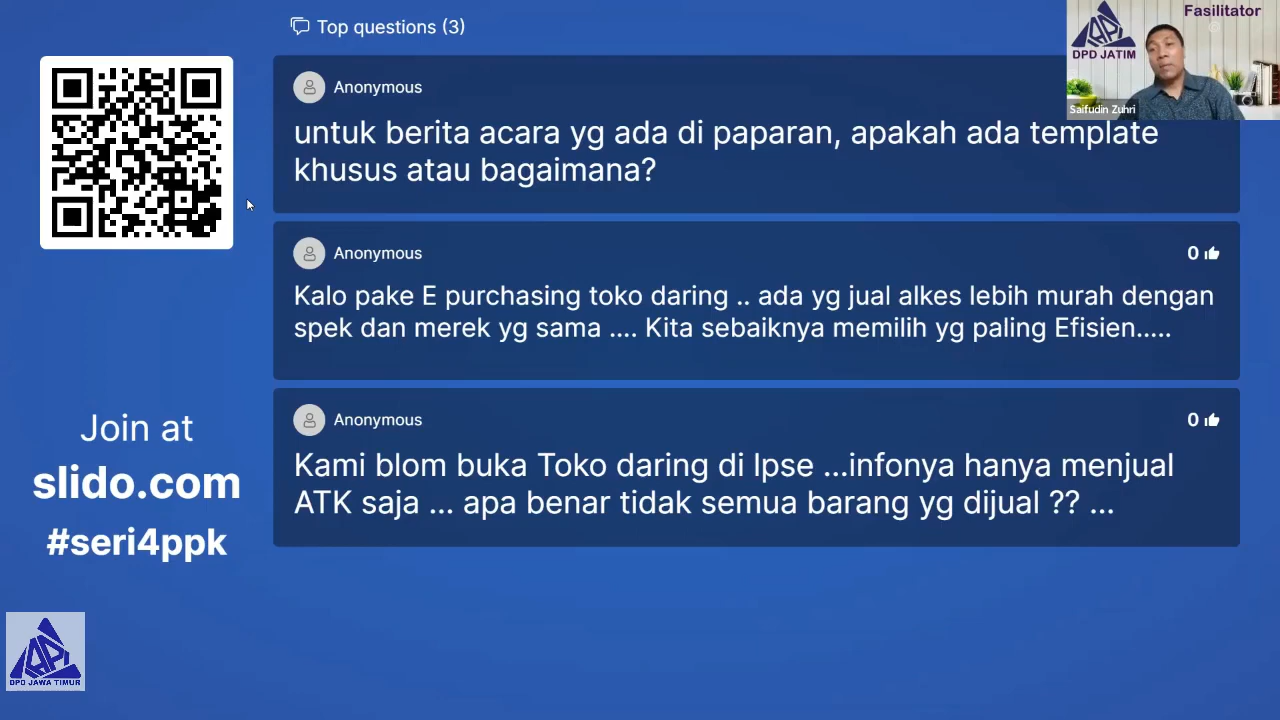 Top questions (3)
Fasilitator
DPD JATIM
Saifudin Zuhri
Anonymous
untuk berita acara yg ada di paparan, apakah ada template
khusus atau bagaimana?
Anonymous
0
Kalo pake E purchasing toko daring .. ada yg jual alkes lebih murah dengan
spek dan merek yg sama .... Kita sebaiknya memilih yg paling Efisien.....
Anonymous
0
Kami blom buka Toko daring di lpse ...infonya hanya menjual
ATK saja ... apa benar tidak semua barang yg dijual ?? ...
Join at
slido.com
#seri4ppk
DPD JAWA TIMUR